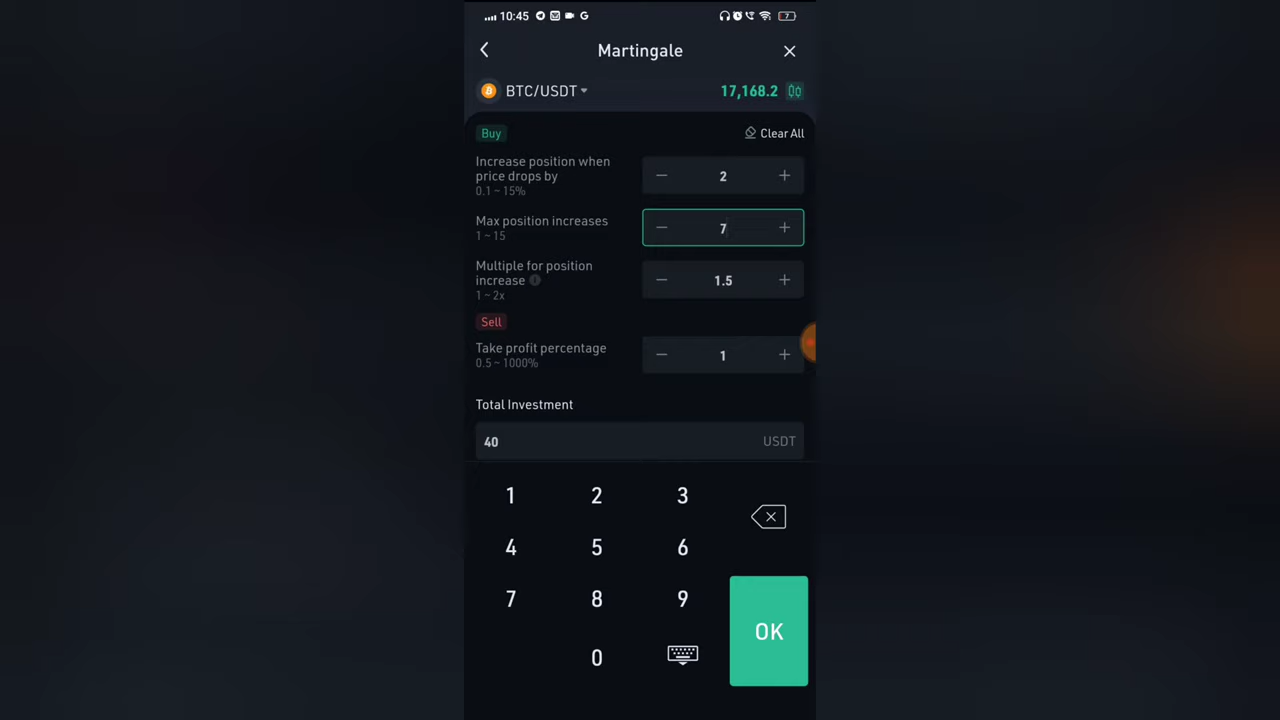 10:45 G 7
Martingale
BTC/USDT 17,168.2
Buy Clear All
Increase position when
price drops by
0.1 ~ 15%
2
Max position increases
1 ~ 15
7
Multiple for position
increase
1 ~ 2x
1.5
Sell
Take profit percentage
0.5 ~ 1000%
1
Total Investment
40 USDT
1 2 3
4 5 6
7 8 9
0
OK